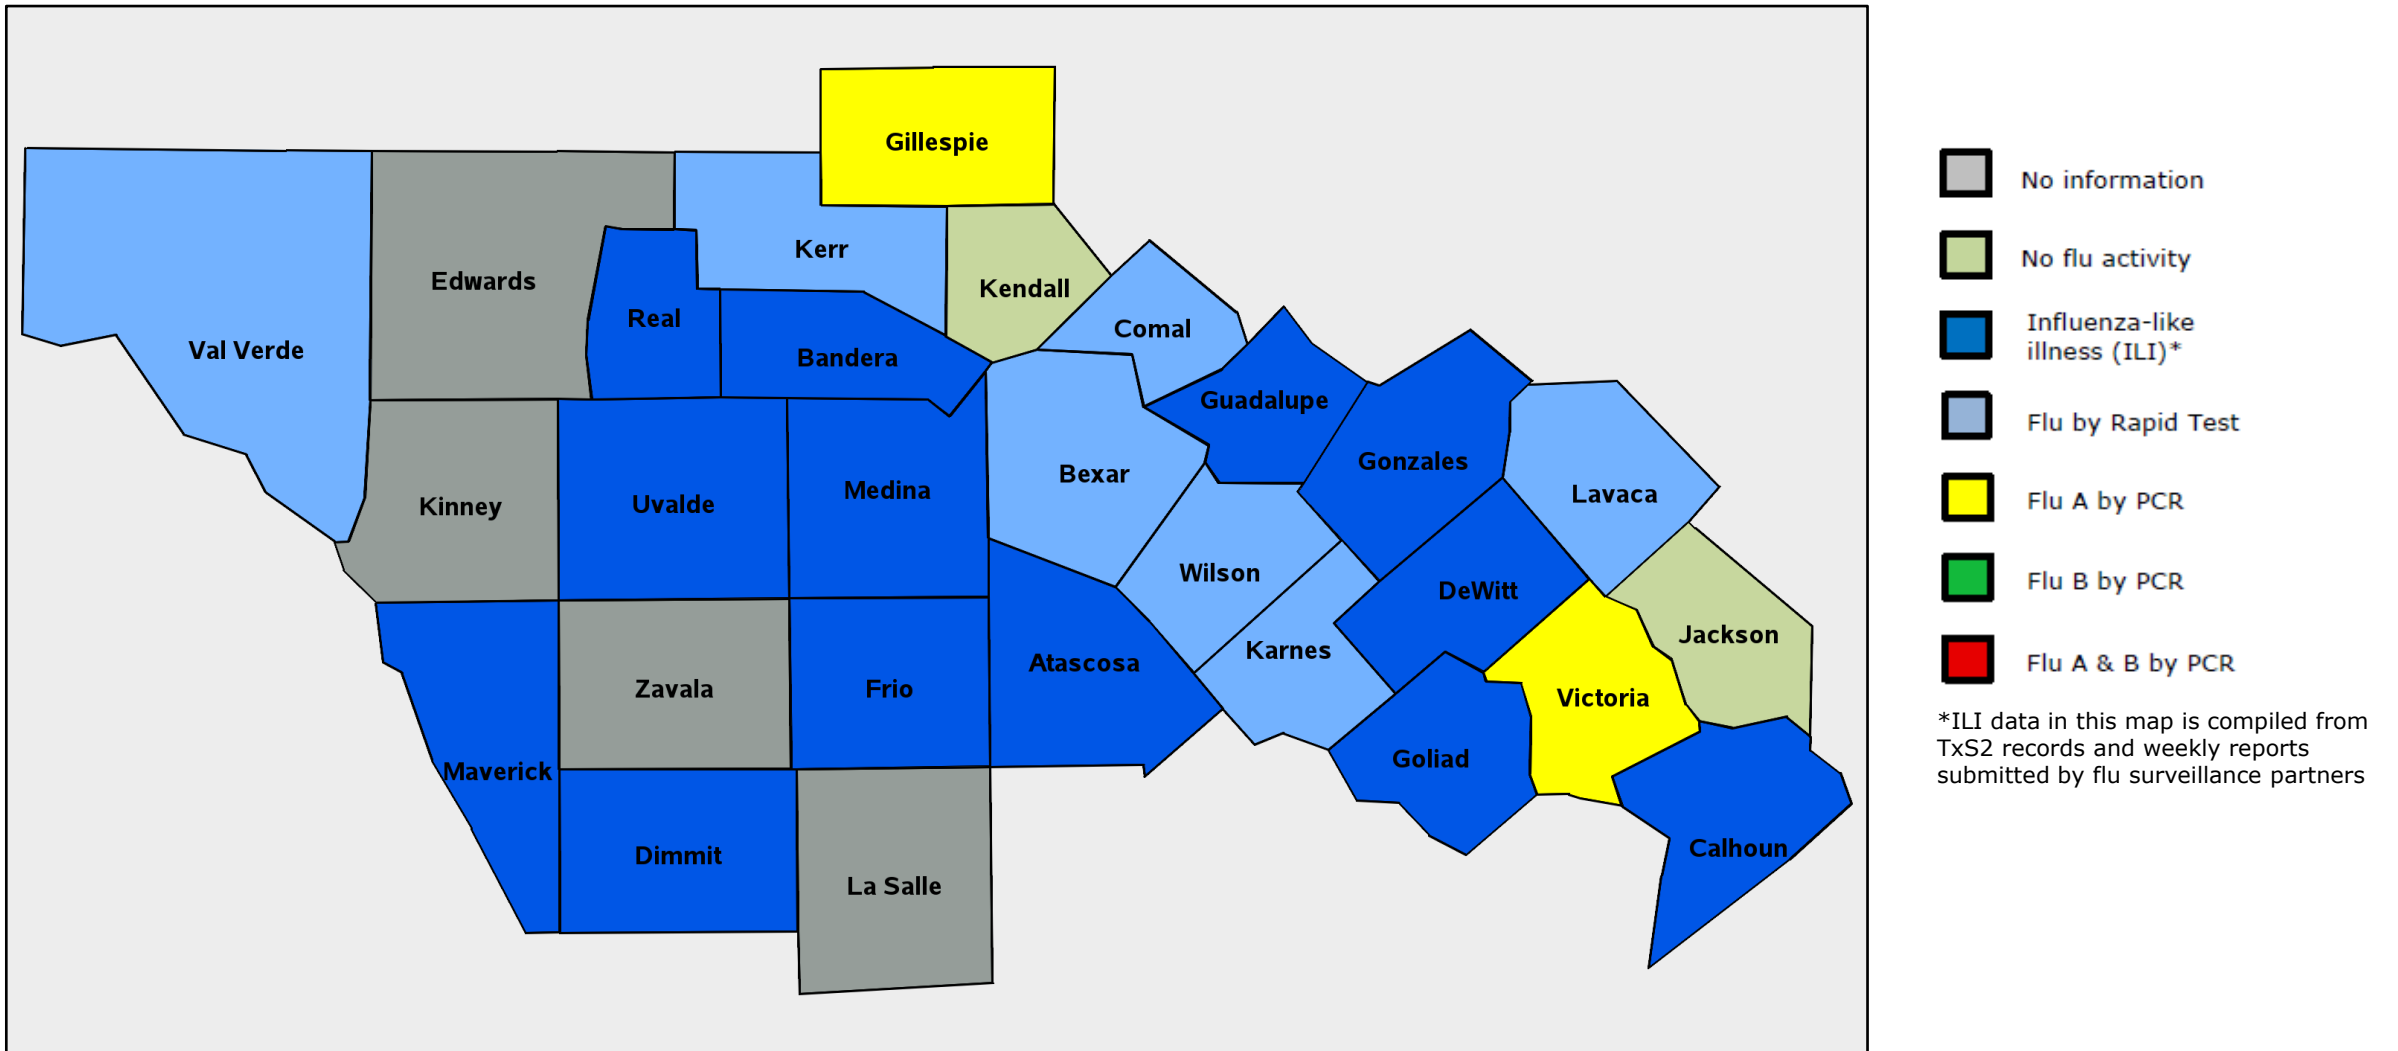 Gillespie
Kerr
Edwards
Kendall
Real
Comal
Val Verde
Bandera
Guadalupe
Gonzales
Bexar
Medina
Lavaca
Uvalde
Kinney
Wilson
DeWitt
Jackson
Karnes
Atascosa
Zavala
Frio
Victoria
Goliad
Maverick
Calhoun
Dimmit
La Salle
No information
No flu activity
Influenza-like
illness (ILI)*
Flu by Rapid Test
Flu A by PCR
Flu B by PCR
Flu A & B by PCR
*ILI data in this map is compiled from
TxS2 records and weekly reports
submitted by flu surveillance partners